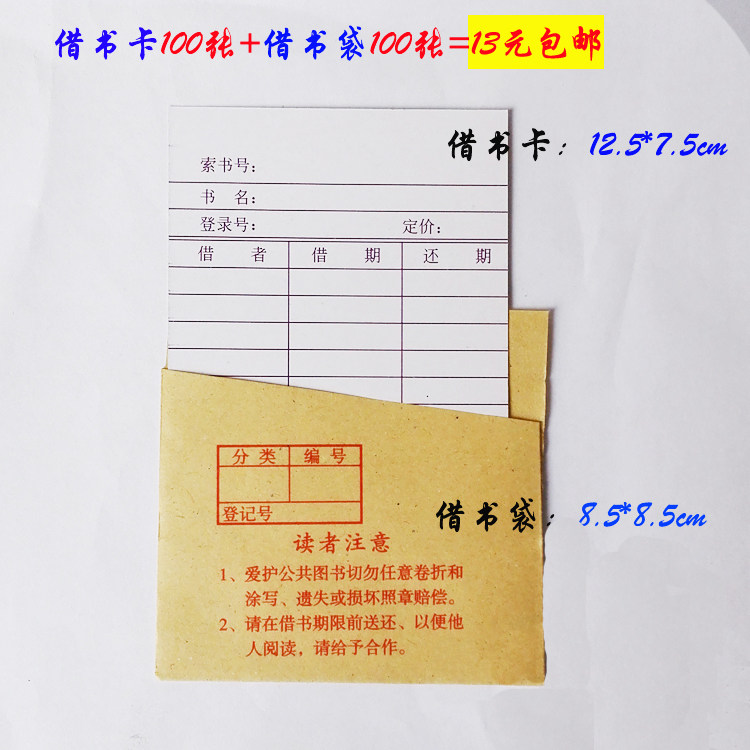 借书卡100张+借书袋100张=13元包邮
借书卡：12.5*7.5cm
索书号：
书 名：
登录号： 定价：
借 者 借 期 还 期
分 类 编 号
登记号
借书袋：8.5*8.5cm
读者注意
1、爱护公共图书切勿任意卷折和
涂写、遗失或损坏照章赔偿。
2、请在借书期限前送还、以便他
人阅读，请给予合作。